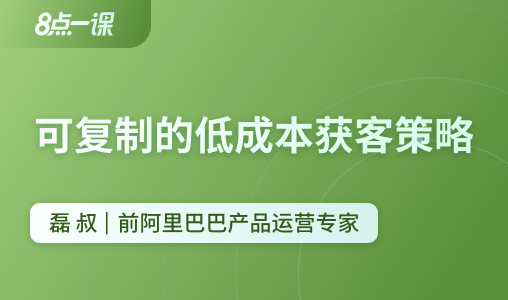 8点一课
可复制的低成本获客策略
磊 叔｜前阿里巴巴产品运营专家